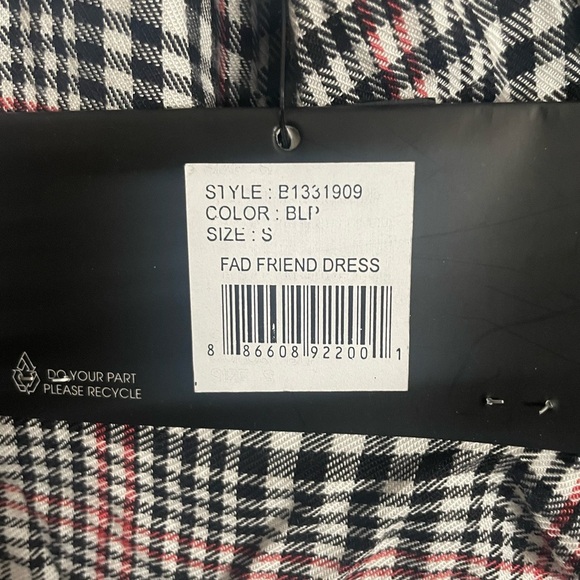 STYLE : B1331909
COLOR : BLP
SIZE : S
FAD FRIEND DRESS
8 86608 92200 1
DO YOUR PART
PLEASE RECYCLE